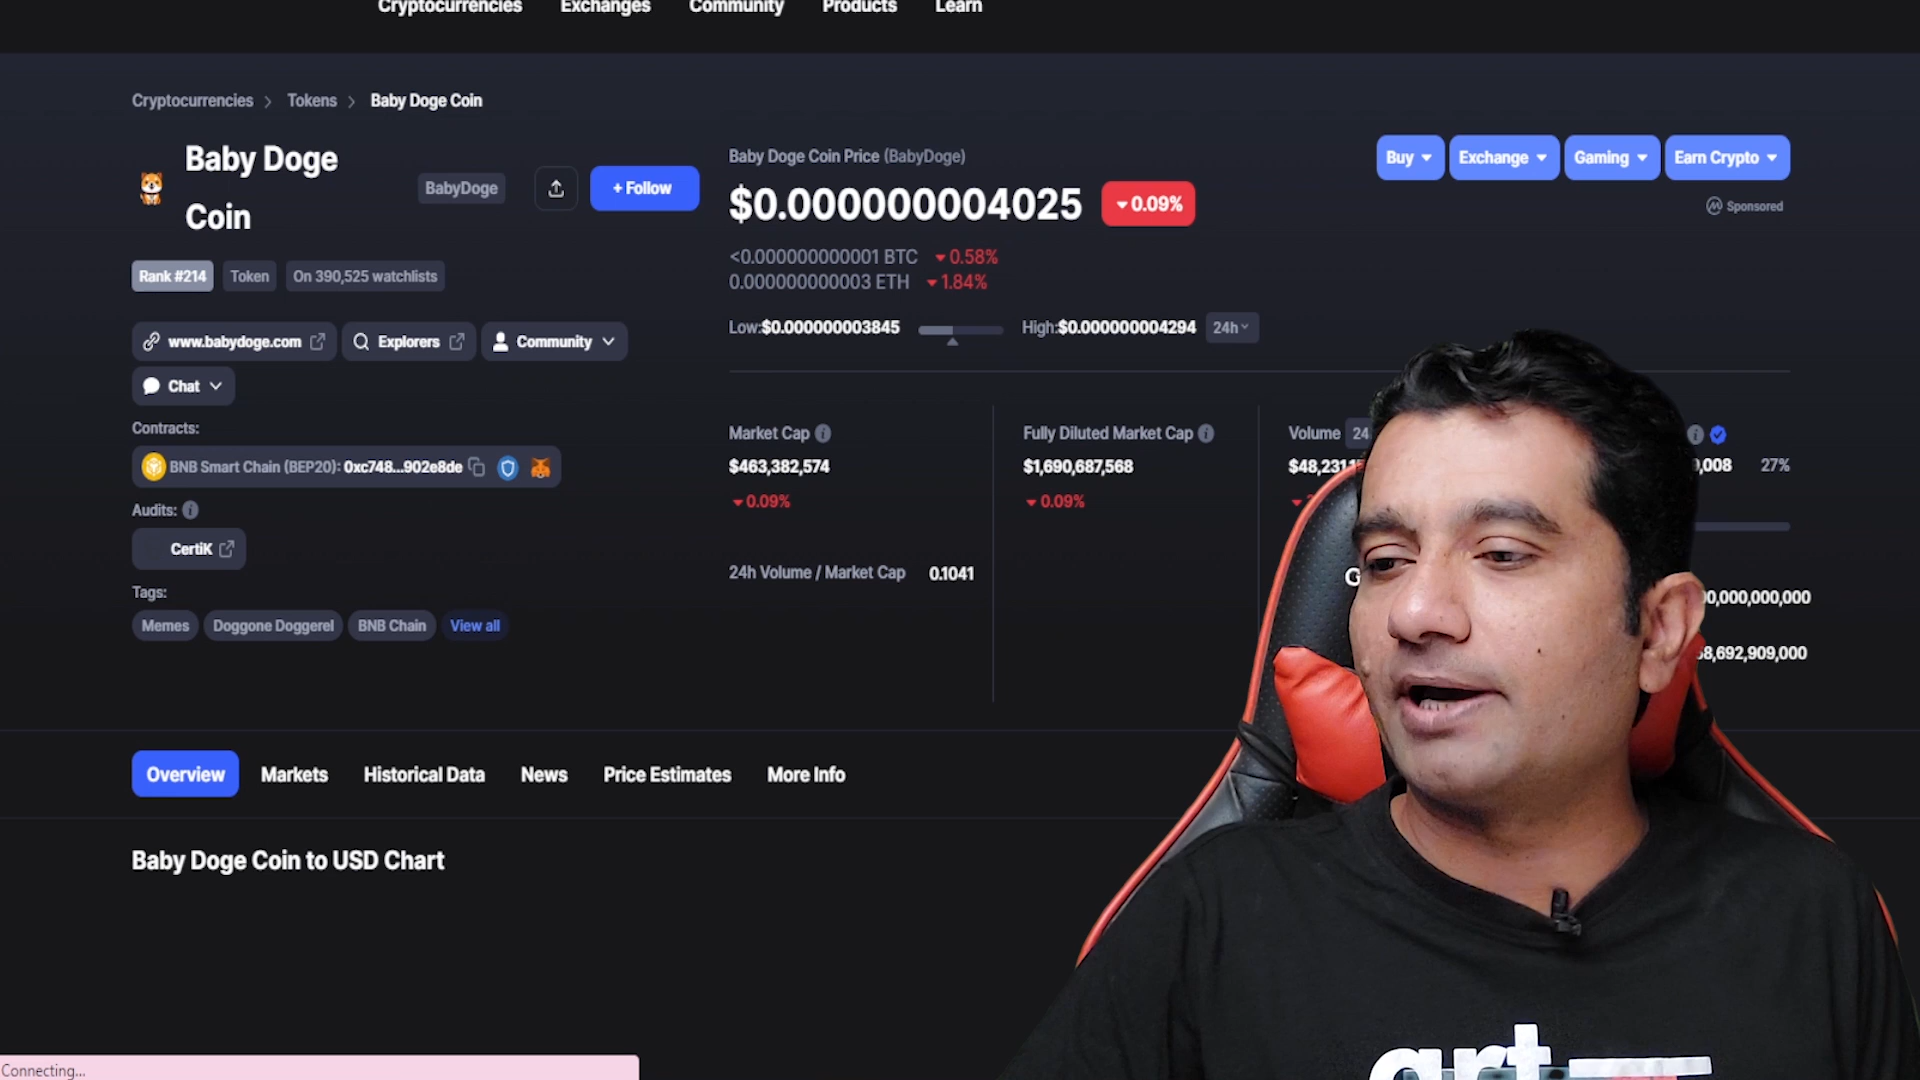 Cryptocurrencies Exchanges Community Products Learn
Cryptocurrencies > Tokens > Baby Doge Coin
Baby Doge
Coin
BabyDoge
+ Follow
Rank #214 Token On 390,525 watchlists
www.babydoge.com Explorers Community
Chat
Contracts:
BNB Smart Chain (BEP20): 0xc748...902e8de
Audits:
CertiK
Tags:
Memes Doggone Doggerel BNB Chain View all
Baby Doge Coin Price (BabyDoge)
$0.000000004025 0.09%
<0.000000000001 BTC 0.58%
0.000000000003 ETH 1.84%
Low:$0.000000003845 High:$0.000000004294 24h
Buy Exchange Gaming Earn Crypto
Sponsored
Market Cap
$463,382,574
0.09%
24h Volume / Market Cap 0.1041
Fully Diluted Market Cap
$1,690,687,568
0.09%
Volume 24
$48,231
27%
Overview Markets Historical Data News Price Estimates More Info
Baby Doge Coin to USD Chart
art
Connecting...